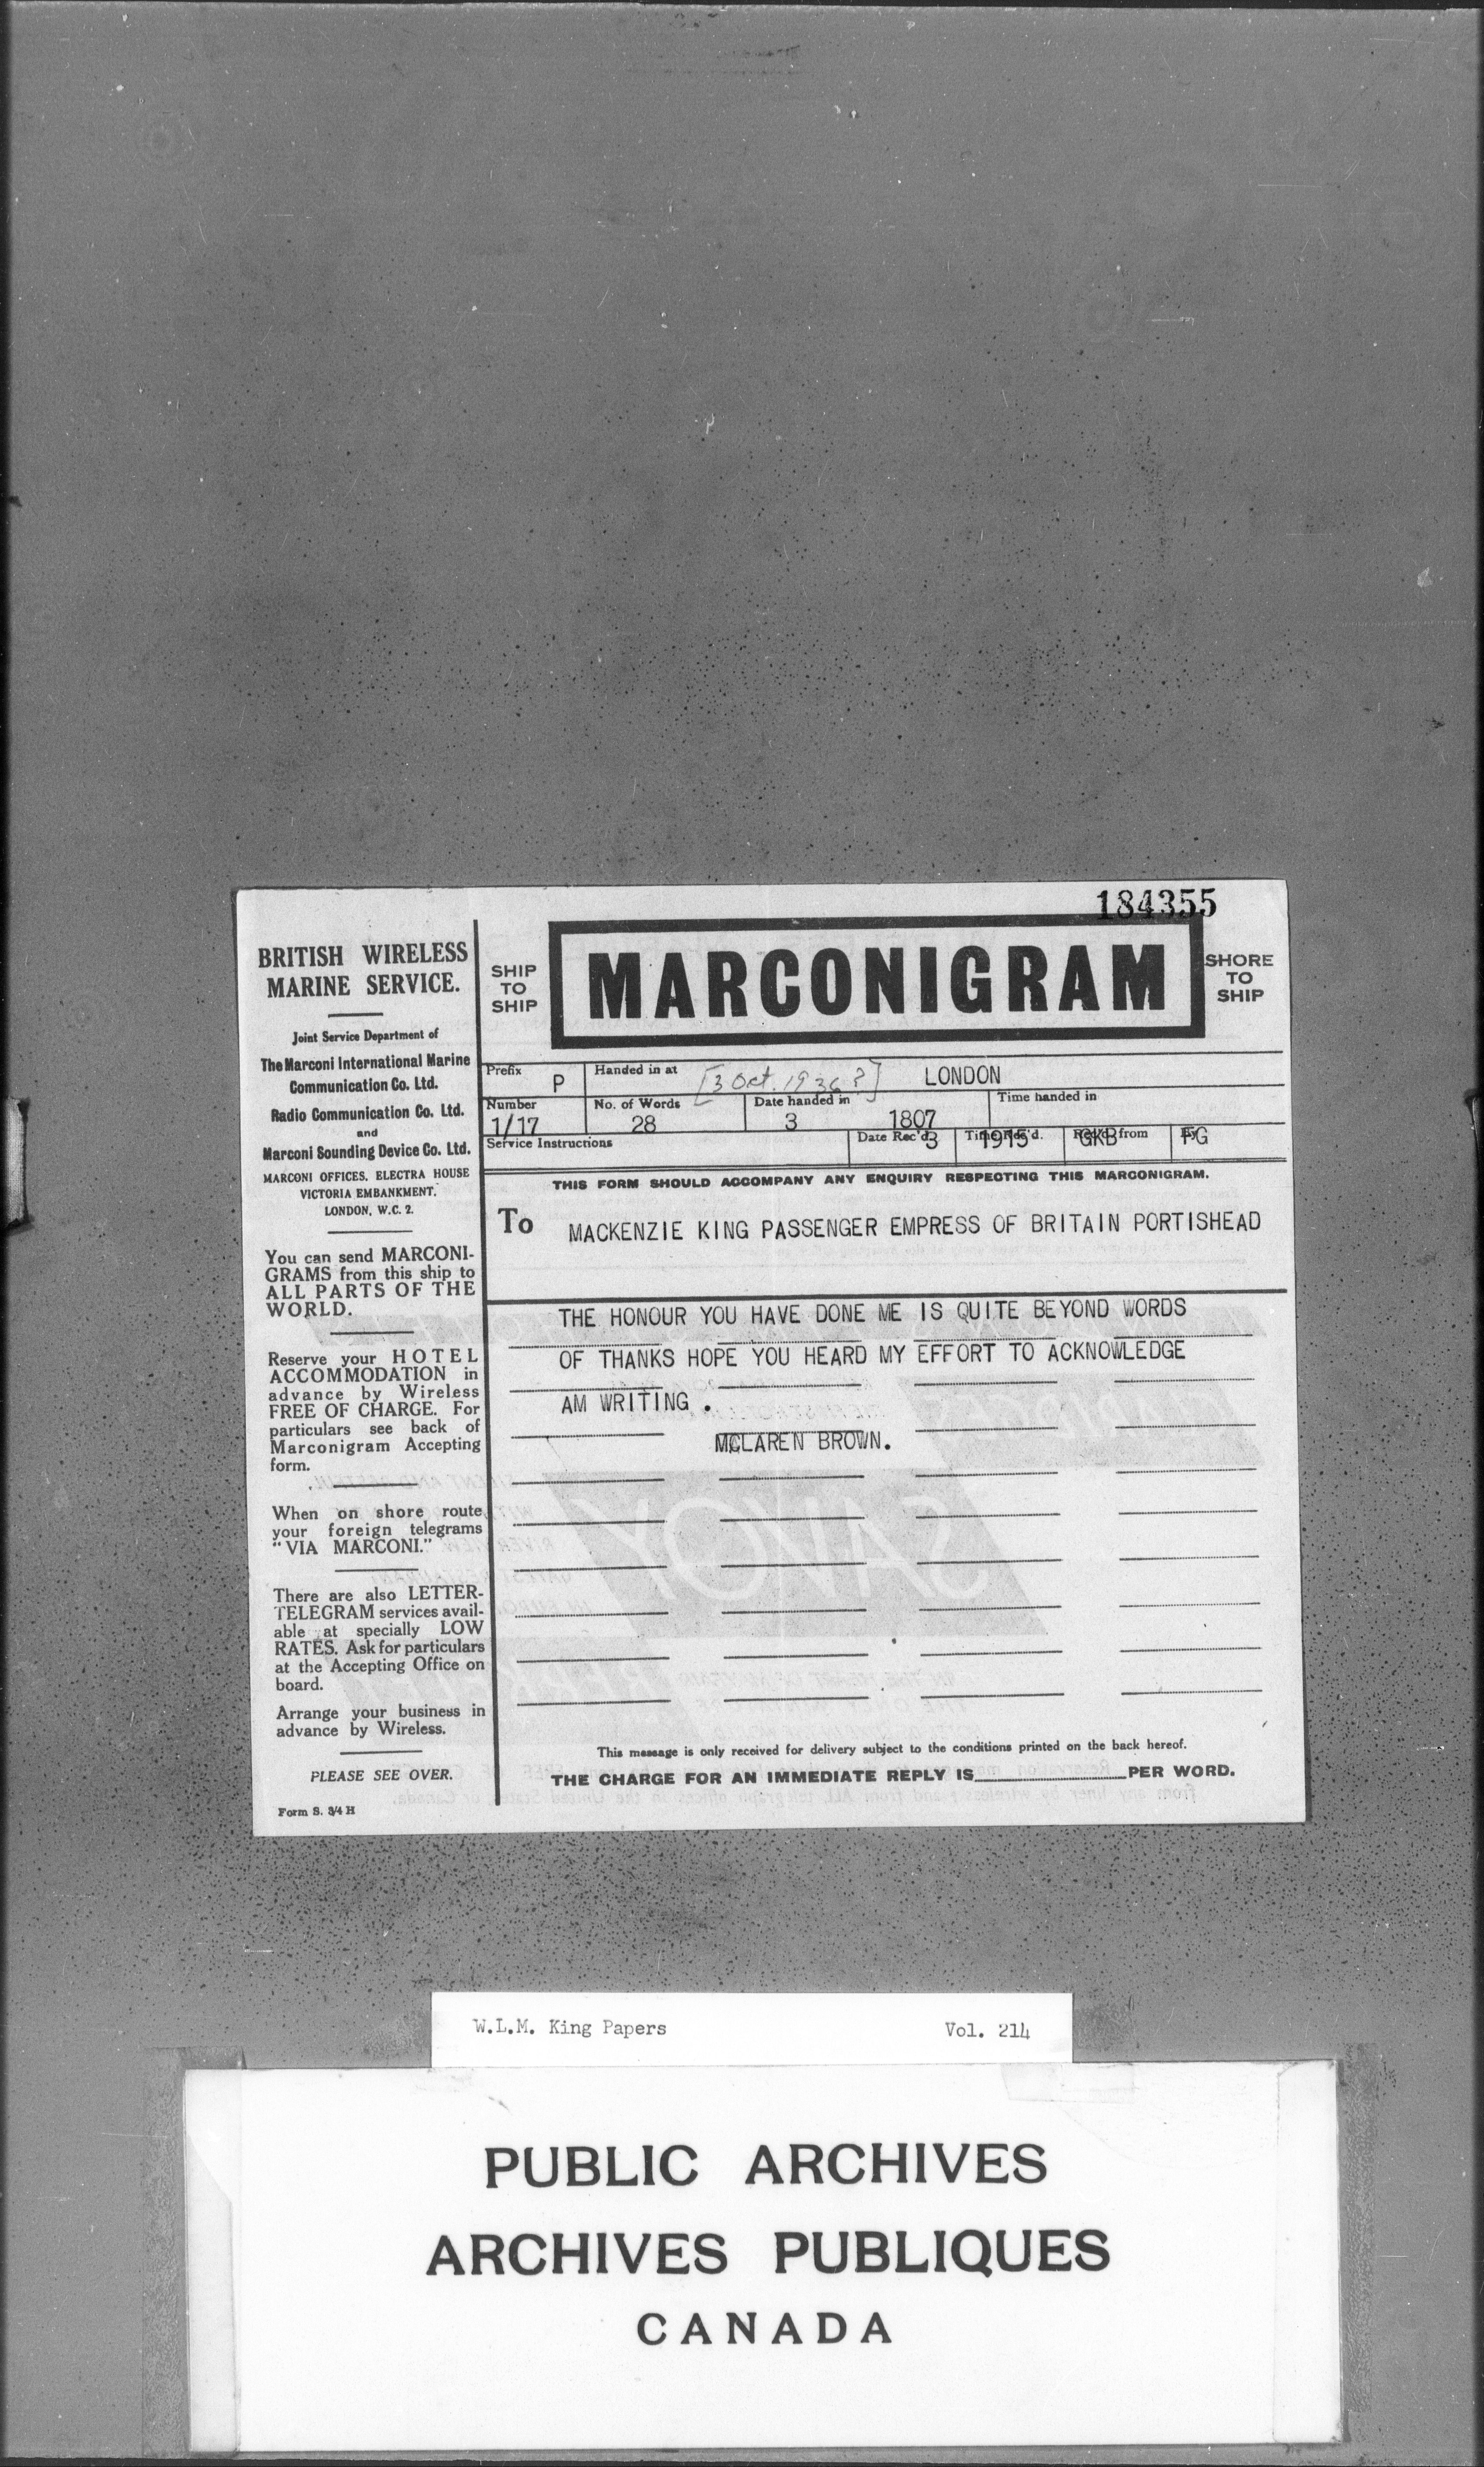 184355
BRITISH WIRELESS
MARINE SERVICE.
Joint Service Department of
The Marconi International Marine
Communication Co. Ltd.
Radio Communication Co. Ltd.
and
Marconi Sounding Device Co. Ltd.
MARCONI OFFICES. ELECTRA HOUSE
VICTORIA EMBANKMENT.
LONDON, W.C. 2.
You can send MARCONI-
GRAMS from this ship to
ALL PARTS OF THE
WORLD.
Reserve your HOTEL
ACCOMMODATION in
advance by Wireless
FREE OF CHARGE. For
particulars see back of
Marconigram Accepting
form.
When on shore route
your foreign telegrams
"VIA MARCONI."
There are also LETTER-
TELEGRAM services avail-
able at specially LOW
RATES. Ask for particulars
at the Accepting Office on
board.
Arrange your business in
advance by Wireless.
PLEASE SEE OVER.
Form S. 3/4 H
SHIP
TO
SHIP
MARCONIGRAM
SHORE
TO
SHIP
Prefix P Handed in at [3 Oct. 1936?] LONDON
Number No. of Words Date handed in Time handed in
1/17 28 3 1807
Service Instructions Date Rec'd. 3 Time Rec'd. 1915 Rec'd from GKB By FG
THIS FORM SHOULD ACCOMPANY ANY ENQUIRY RESPECTING THIS MARCONIGRAM.
To MACKENZIE KING PASSENGER EMPRESS OF BRITAIN PORTISHEAD
THE HONOUR YOU HAVE DONE ME IS QUITE BEYOND WORDS
OF THANKS HOPE YOU HEARD MY EFFORT TO ACKNOWLEDGE
AM WRITING .
MCLAREN BROWN.
This message is only received for delivery subject to the conditions printed on the back hereof.
THE CHARGE FOR AN IMMEDIATE REPLY IS PER WORD.
W.L.M. King Papers Vol. 214
PUBLIC ARCHIVES
ARCHIVES PUBLIQUES
CANADA